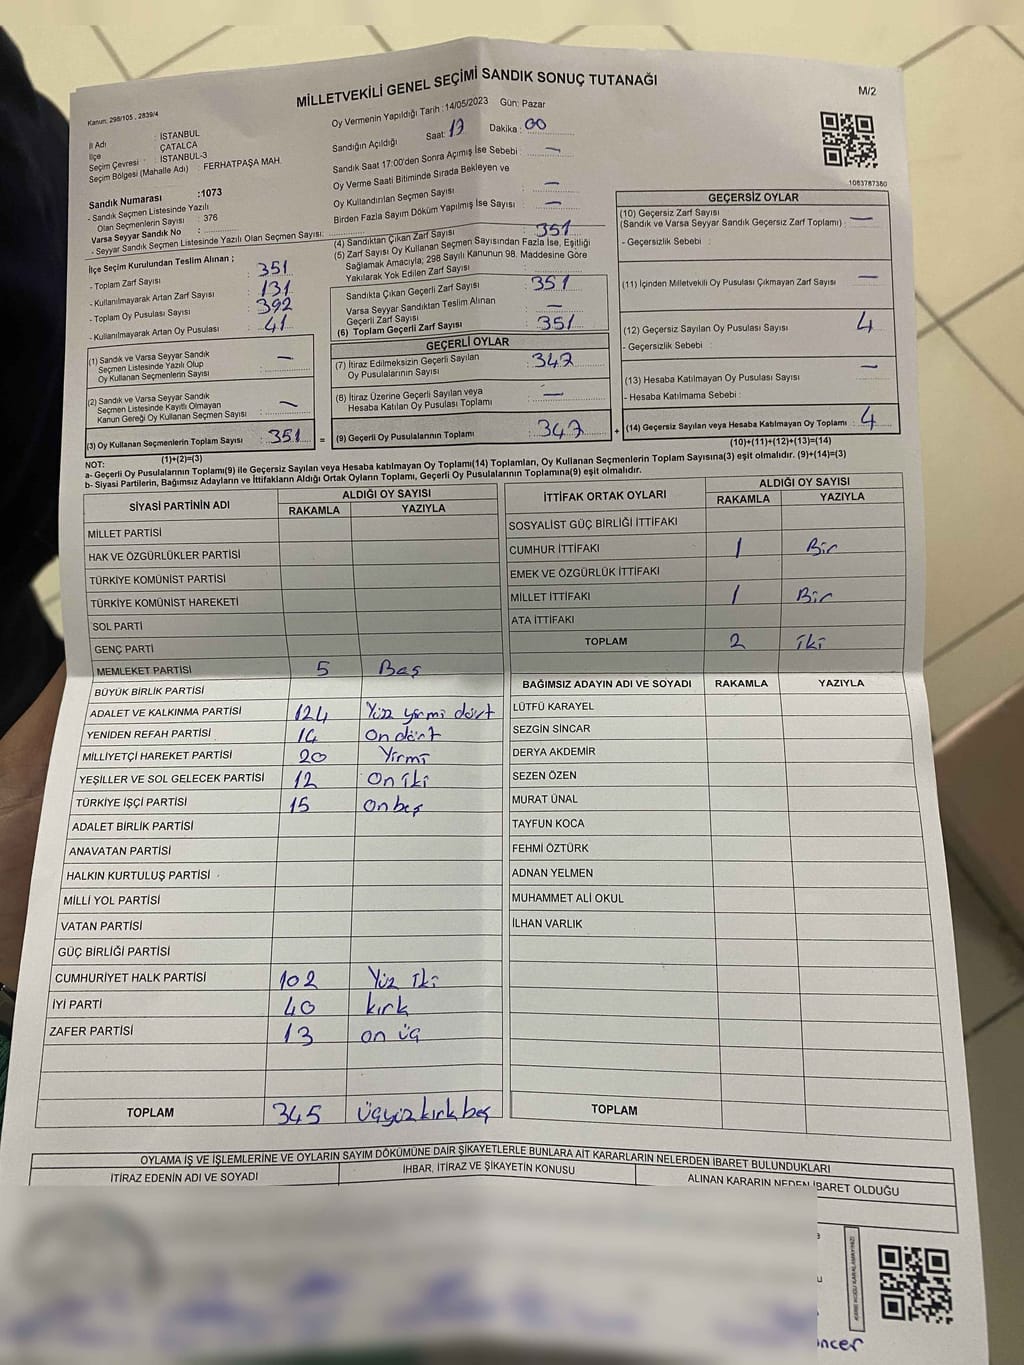 MİLLETVEKİLİ GENEL SEÇİMİ SANDIK SONUÇ TUTANAĞI
M/2
Kanun: 298/105 , 2839/4
İl Adı : İSTANBUL
İlçe : ÇATALCA
Seçim Çevresi : İSTANBUL-3
Seçim Bölgesi (Mahalle Adı) : FERHATPAŞA MAH.
Sandık Numarası :1073
- Sandık Seçmen Listesinde Yazılı
Olan Seçmenlerin Sayısı : 376
Varsa Seyyar Sandık No :
- Seyyar Sandık Seçmen Listesinde Yazılı Olan Seçmen Sayısı:
Oy Vermenin Yapıldığı Tarih : 14/05/2023 Gün: Pazar
Sandığın Açıldığı Saat: 17 Dakika : 00
Sandık Saat 17:00'den Sonra Açımış İse Sebebi : —
Oy Verme Saati Bitiminde Sırada Bekleyen ve
Oy Kullandırılan Seçmen Sayısı : —
Birden Fazla Sayım Döküm Yapılmış İse Sayısı : —
1083787380
İlçe Seçim Kurulundan Teslim Alınan ;
- Toplam Zarf Sayısı : 351
- Kullanılmayarak Artan Zarf Sayısı : 131
- Toplam Oy Pusulası Sayısı : 392
- Kullanılmayarak Artan Oy Pusulası : 41
(1) Sandık ve Varsa Seyyar Sandık
Seçmen Listesinde Yazılı Olup
Oy Kullanan Seçmenlerin Sayısı : —
(2) Sandık ve Varsa Seyyar Sandık
Seçmen Listesinde Kayıtlı Olmayan
Kanun Gereği Oy Kullanan Seçmen Sayısı : —
(3) Oy Kullanan Seçmenlerin Toplam Sayısı : 351 =
(1)+(2)=(3)
(4) Sandıktan Çıkan Zarf Sayısı : 351
(5) Zarf Sayısı Oy Kullanan Seçmen Sayısından Fazla İse, Eşitliği
Sağlamak Amacıyla; 298 Sayılı Kanunun 98. Maddesine Göre
Yakılarak Yok Edilen Zarf Sayısı :
Sandıkta Çıkan Geçerli Zarf Sayısı : 351
Varsa Seyyar Sandıktan Teslim Alınan
Geçerli Zarf Sayısı : —
(6) Toplam Geçerli Zarf Sayısı : 351
GEÇERLİ OYLAR
(7) İtiraz Edilmeksizin Geçerli Sayılan
Oy Pusulalarının Sayısı : 347
(8) İtiraz Üzerine Geçerli Sayılan veya
Hesaba Katılan Oy Pusulası Toplamı : —
(9) Geçerli Oy Pusulalarının Toplamı : 347 +
GEÇERSİZ OYLAR
(10) Geçersiz Zarf Sayısı
(Sandık ve Varsa Seyyar Sandık Geçersiz Zarf Toplamı) : —
- Geçersizlik Sebebi :
(11) İçinden Milletvekili Oy Pusulası Çıkmayan Zarf Sayısı : —
(12) Geçersiz Sayılan Oy Pusulası Sayısı : 4
- Geçersizlik Sebebi :
(13) Hesaba Katılmayan Oy Pusulası Sayısı : —
- Hesaba Katılmama Sebebi :
(14) Geçersiz Sayılan veya Hesaba Katılmayan Oy Toplamı : 4
(10)+(11)+(12)+(13)=(14)
NOT:
a- Geçerli Oy Pusulalarının Toplamı(9) ile Geçersiz Sayılan veya Hesaba katılmayan Oy Toplamı(14) Toplamları, Oy Kullanan Seçmenlerin Toplam Sayısına(3) eşit olmalıdır. (9)+(14)=(3)
b- Siyasi Partilerin, Bağımsız Adayların ve İttifakların Aldığı Ortak Oyların Toplamı, Geçerli Oy Pusulalarının Toplamına(9) eşit olmalıdır.
SİYASİ PARTİNİN ADI ALDIĞI OY SAYISI
RAKAMLA YAZIYLA
MİLLET PARTİSİ
HAK VE ÖZGÜRLÜKLER PARTİSİ
TÜRKİYE KOMÜNİST PARTİSİ
TÜRKİYE KOMÜNİST HAREKETİ
SOL PARTİ
GENÇ PARTİ
MEMLEKET PARTİSİ 5 Beş
BÜYÜK BİRLİK PARTİSİ
ADALET VE KALKINMA PARTİSİ 124 Yüz yirmi dört
YENİDEN REFAH PARTİSİ 14 On dört
MİLLİYETÇİ HAREKET PARTİSİ 20 Yirmi
YEŞİLLER VE SOL GELECEK PARTİSİ 12 On iki
TÜRKİYE İŞÇİ PARTİSİ 15 On beş
ADALET BİRLİK PARTİSİ
ANAVATAN PARTİSİ
HALKIN KURTULUŞ PARTİSİ
MİLLİ YOL PARTİSİ
VATAN PARTİSİ
GÜÇ BİRLİĞİ PARTİSİ
CUMHURİYET HALK PARTİSİ 102 Yüz iki
İYİ PARTİ 40 kırk
ZAFER PARTİSİ 13 on üç
TOPLAM 345 üçyüzkırkbeş
İTTİFAK ORTAK OYLARI ALDIĞI OY SAYISI
RAKAMLA YAZIYLA
SOSYALİST GÜÇ BİRLİĞİ İTTİFAKI
CUMHUR İTTİFAKI 1 Bir
EMEK VE ÖZGÜRLÜK İTTİFAKI
MİLLET İTTİFAKI 1 Bir
ATA İTTİFAKI
TOPLAM 2 iki
BAĞIMSIZ ADAYIN ADI VE SOYADI RAKAMLA YAZIYLA
LÜTFÜ KARAYEL
SEZGİN SİNCAR
DERYA AKDEMİR
SEZEN ÖZEN
MURAT ÜNAL
TAYFUN KOCA
FEHMİ ÖZTÜRK
ADNAN YELMEN
MUHAMMET ALİ OKUL
İLHAN VARLIK
TOPLAM
OYLAMA İŞ VE İŞLEMLERİNE VE OYLARIN SAYIM DÖKÜMÜNE DAİR ŞİKAYETLERLE BUNLARA AİT KARARLARIN NELERDEN İBARET BULUNDUKLARI
İTİRAZ EDENİN ADI VE SOYADI İHBAR, İTİRAZ VE ŞİKAYETİN KONUSU ALINAN KARARIN NEDEN İBARET OLDUĞU